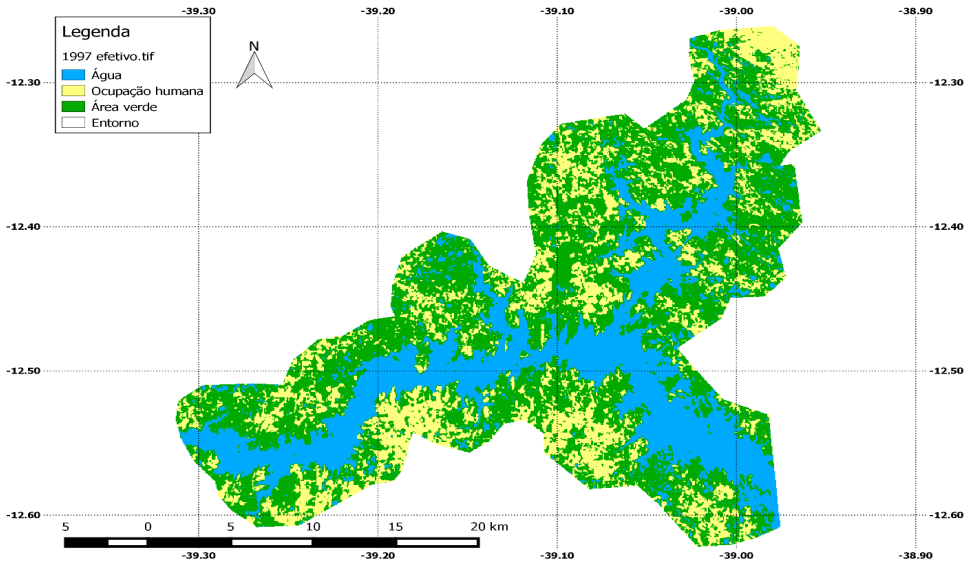 -39.30 -39.20 -39.10 -39.00 -38.90
Legenda
1997 efetivo.tif
Água
Ocupação humana
Área verde
Entorno
N
-12.30 -12.30
-12.40 -12.40
-12.50 -12.50
-12.60 -12.60
5 0 5 10 15 20 km
-39.30 -39.20 -39.10 -39.00 -38.90